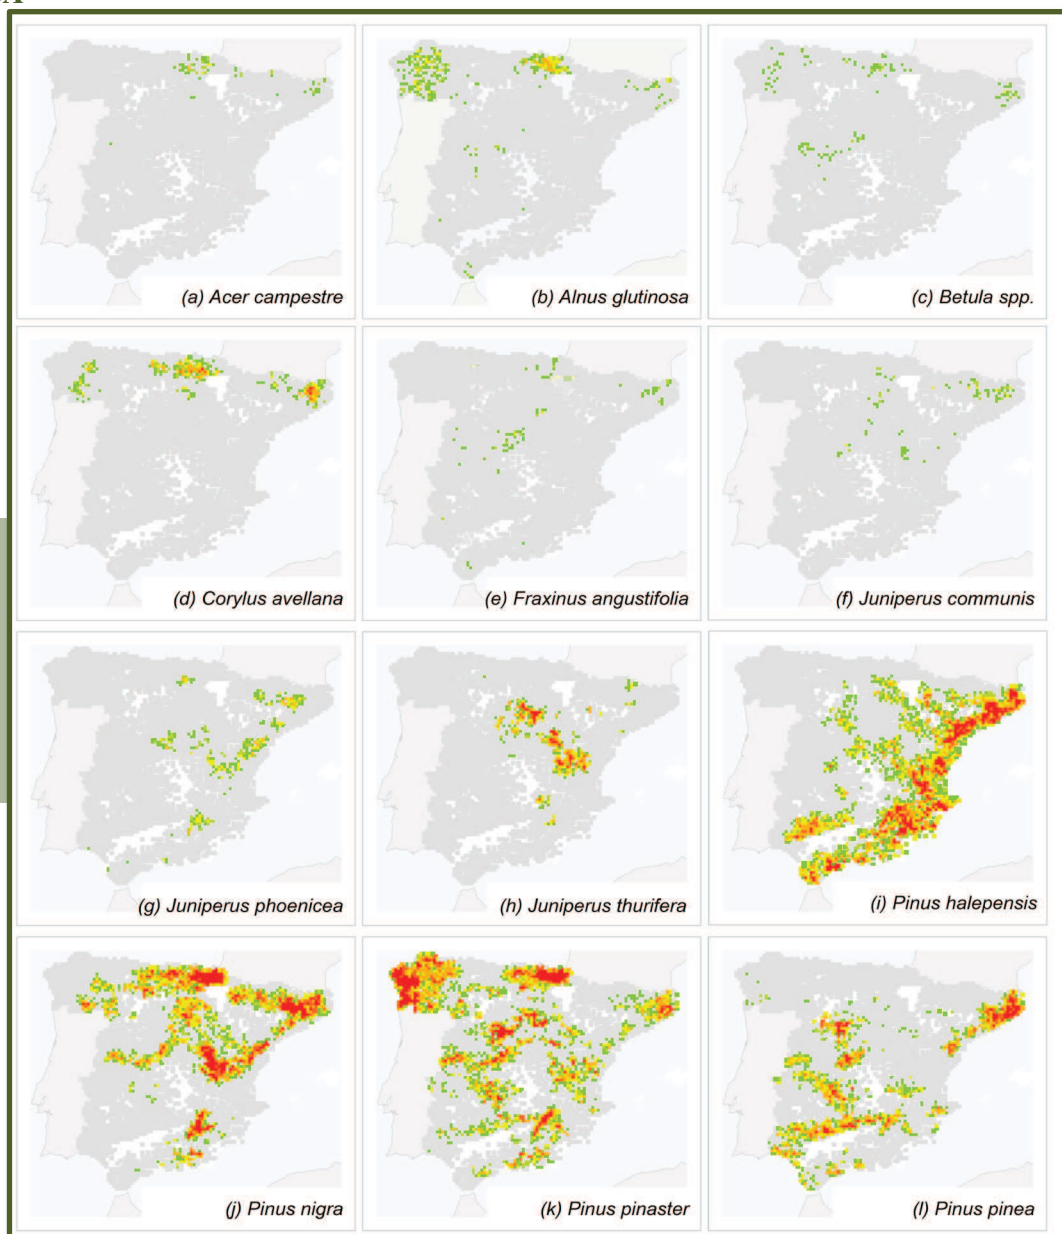 (a) Acer campestre
(b) Alnus glutinosa
(c) Betula spp.
(d) Corylus avellana
(e) Fraxinus angustifolia
(f) Juniperus communis
(g) Juniperus phoenicea
(h) Juniperus thurifera
(i) Pinus halepensis
(j) Pinus nigra
(k) Pinus pinaster
(l) Pinus pinea